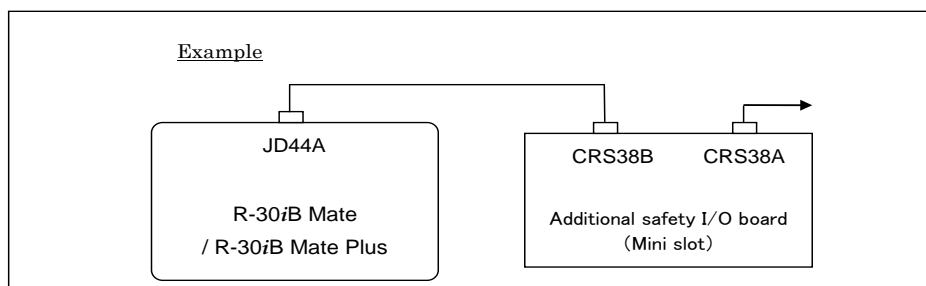 Example
JD44A
R-30iB Mate
/ R-30iB Mate Plus
CRS38B CRS38A
Additional safety I/O board
(Mini slot)